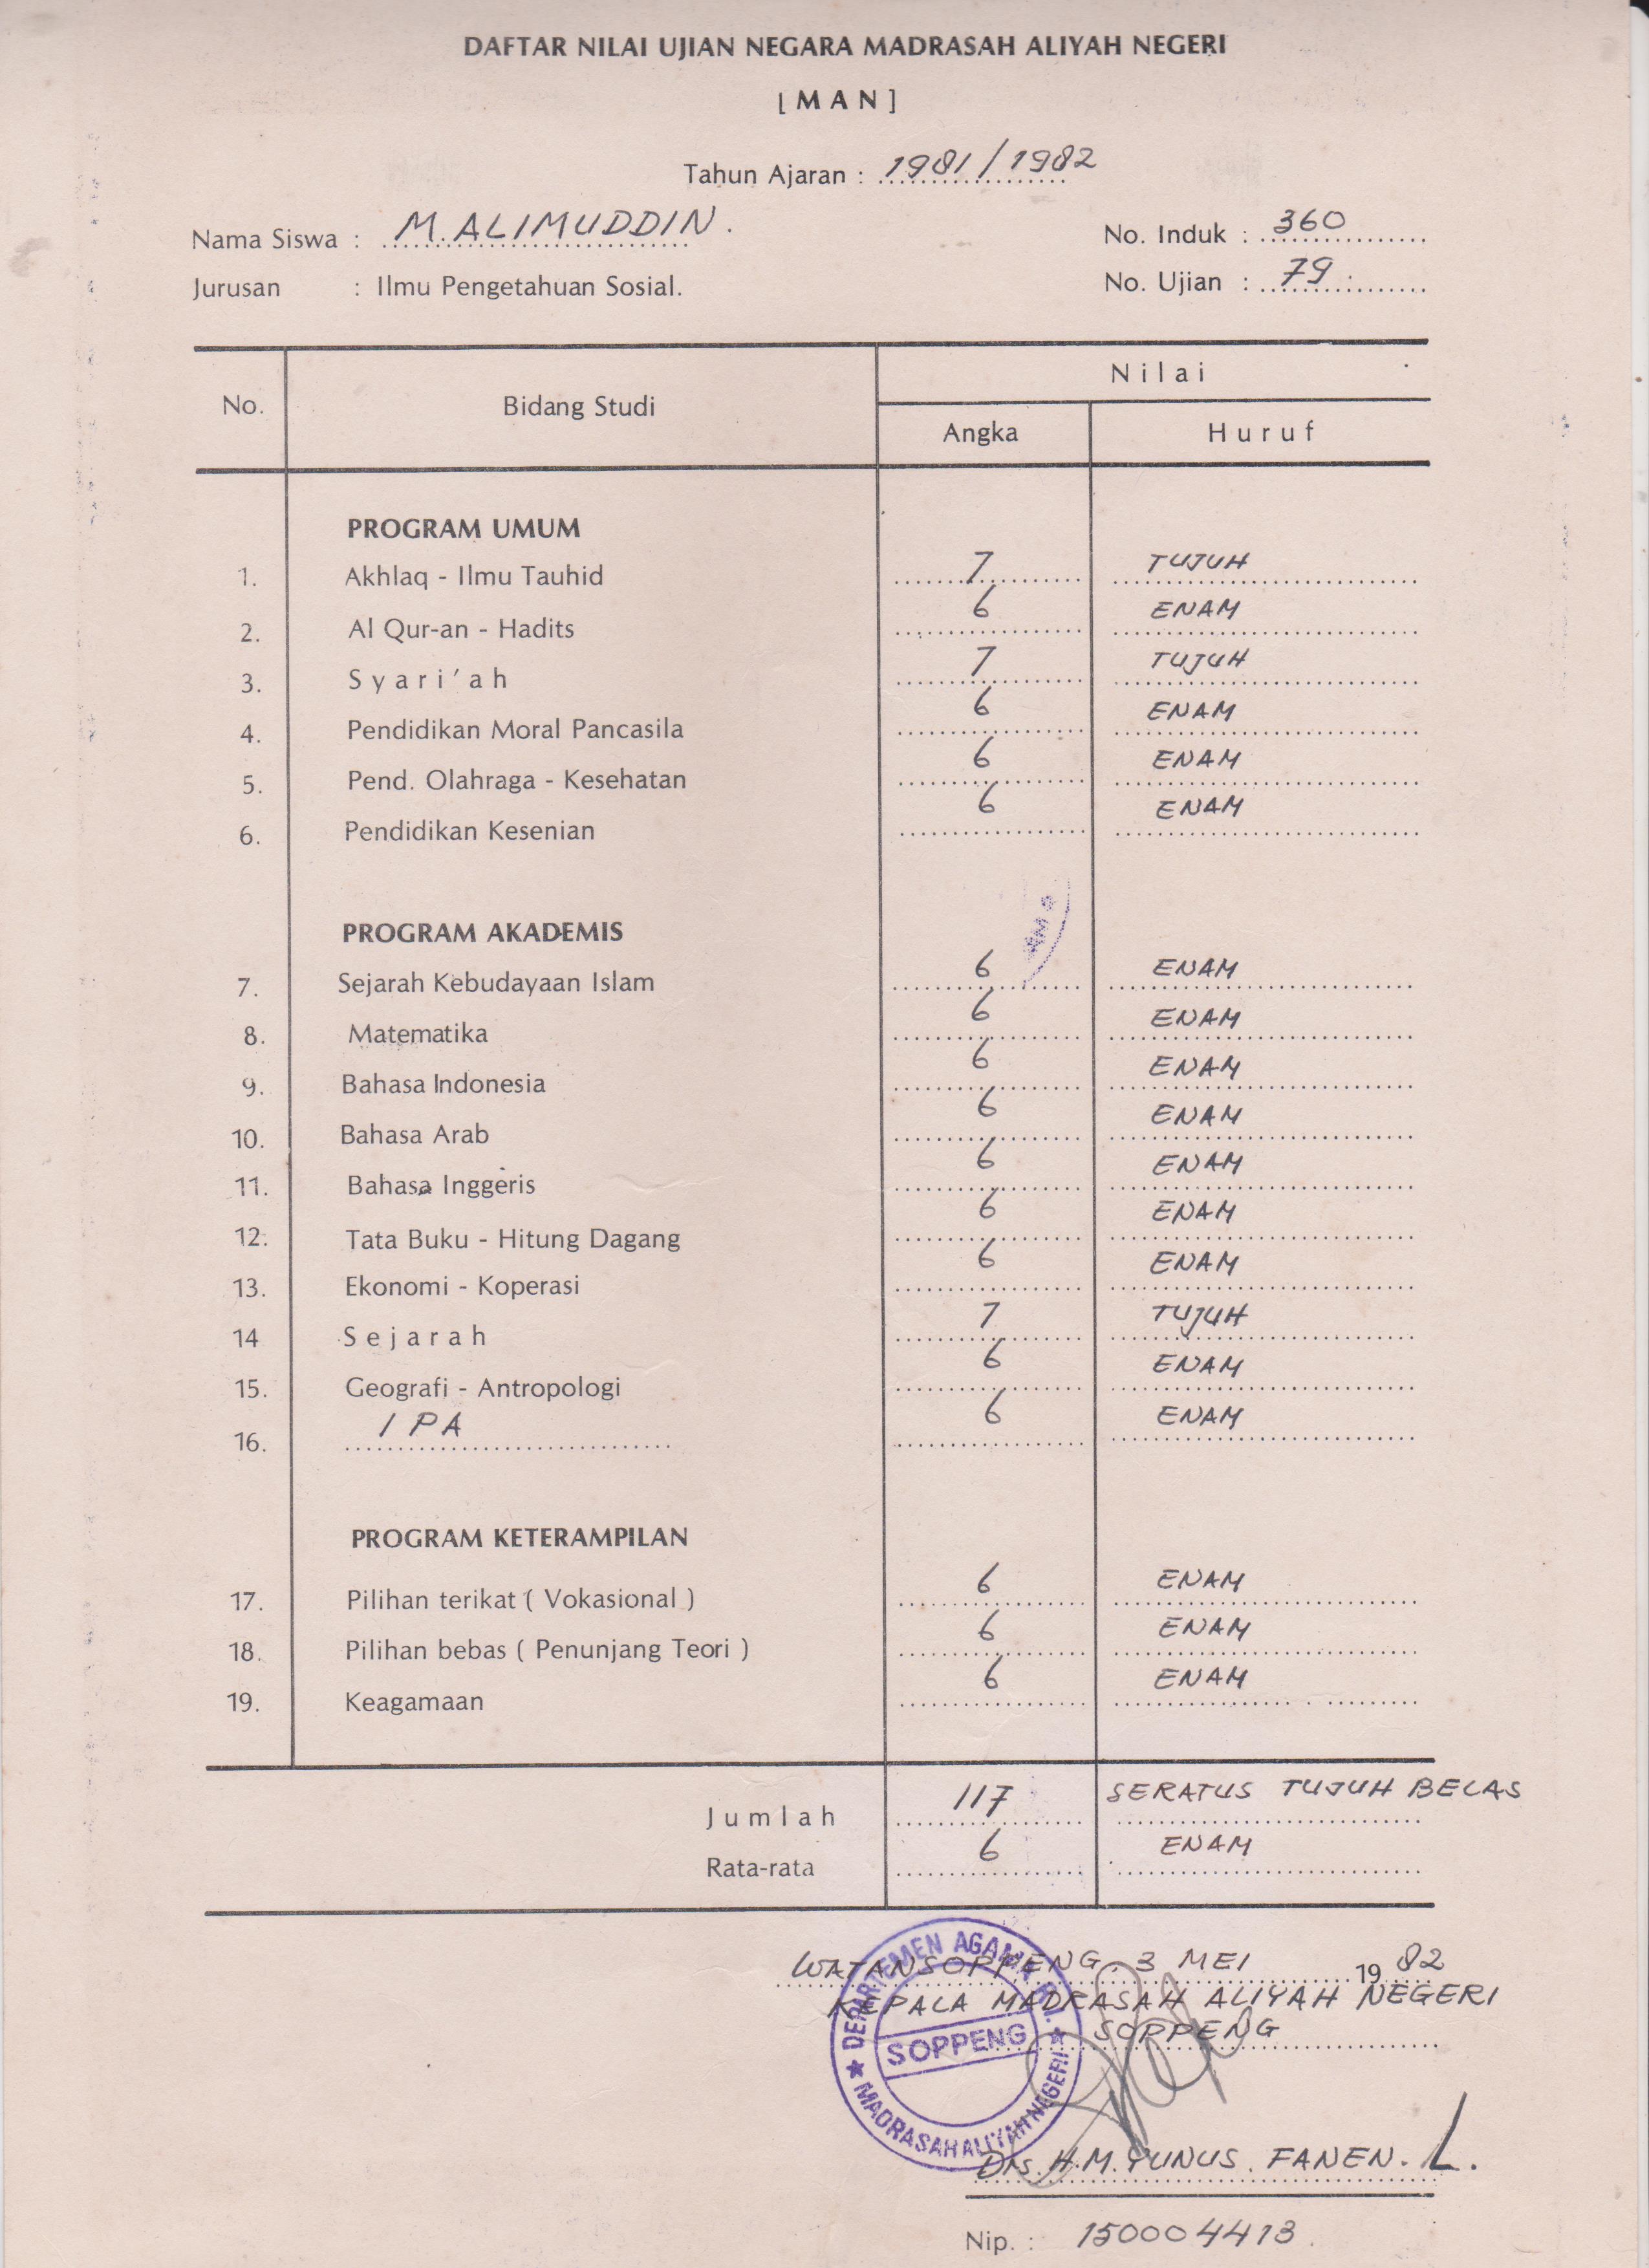 DAFTAR NILAI UJIAN NEGARA MADRASAH ALIYAH NEGERI
[ M A N ]
Tahun Ajaran : 1981/1982
Nama Siswa : M. ALIMUDDIN.
No. Induk : 360
Jurusan : Ilmu Pengetahuan Sosial.
No. Ujian : 79
No. Bidang Studi Nilai
Angka Huruf
PROGRAM UMUM
1. Akhlaq - Ilmu Tauhid 7 TUJUH
2. Al Qur-an - Hadits 6 ENAM
3. Syari'ah 7 TUJUH
4. Pendidikan Moral Pancasila 6 ENAM
5. Pend. Olahraga - Kesehatan 6 ENAM
6. Pendidikan Kesenian 6 ENAM
PROGRAM AKADEMIS
7. Sejarah Kebudayaan Islam 6 ENAM
8. Matematika 6 ENAM
9. Bahasa Indonesia 6 ENAM
10. Bahasa Arab 6 ENAM
11. Bahasa Inggeris 6 ENAM
12. Tata Buku - Hitung Dagang 6 ENAM
13. Ekonomi - Koperasi 6 ENAM
14 Sejarah 7 TUJUH
15. Geografi - Antropologi 6 ENAM
16. IPA 6 ENAM
PROGRAM KETERAMPILAN
17. Pilihan terikat ( Vokasional ) 6 ENAM
18. Pilihan bebas ( Penunjang Teori ) 6 ENAM
19. Keagamaan 6 ENAM
Jumlah 117 SERATUS TUJUH BELAS
Rata-rata 6 ENAM
WATANSOPPENG, 3 MEI 1982
KEPALA MADRASAH ALIYAH NEGERI
SOPPENG
DEPARTEMEN AGAMA R.I.
SOPPENG
MADRASAH ALIYAH NEGERI
Drs. H.M. YUNUS. FANEN. L.
Nip. : 150004413.